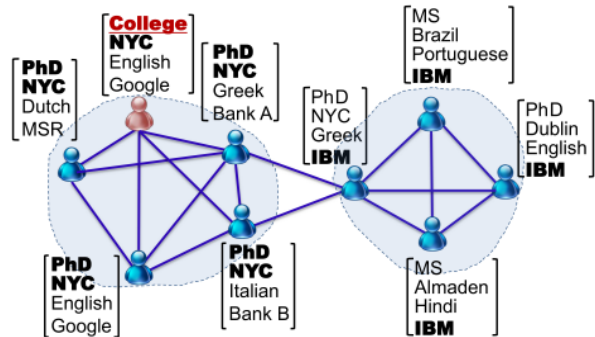 College
NYC
English
Google
PhD
NYC
Dutch
MSR
PhD
NYC
Greek
Bank A
PhD
NYC
Greek
IBM
MS
Brazil
Portuguese
IBM
PhD
Dublin
English
IBM
PhD
NYC
English
Google
PhD
NYC
Italian
Bank B
MS
Almaden
Hindi
IBM